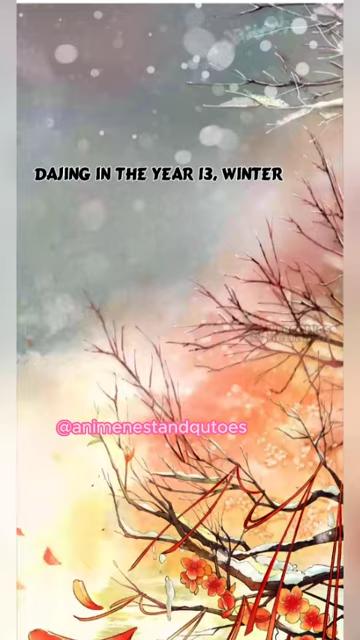 DAJING IN THE YEAR 13, WINTER
@animenestandqutoes